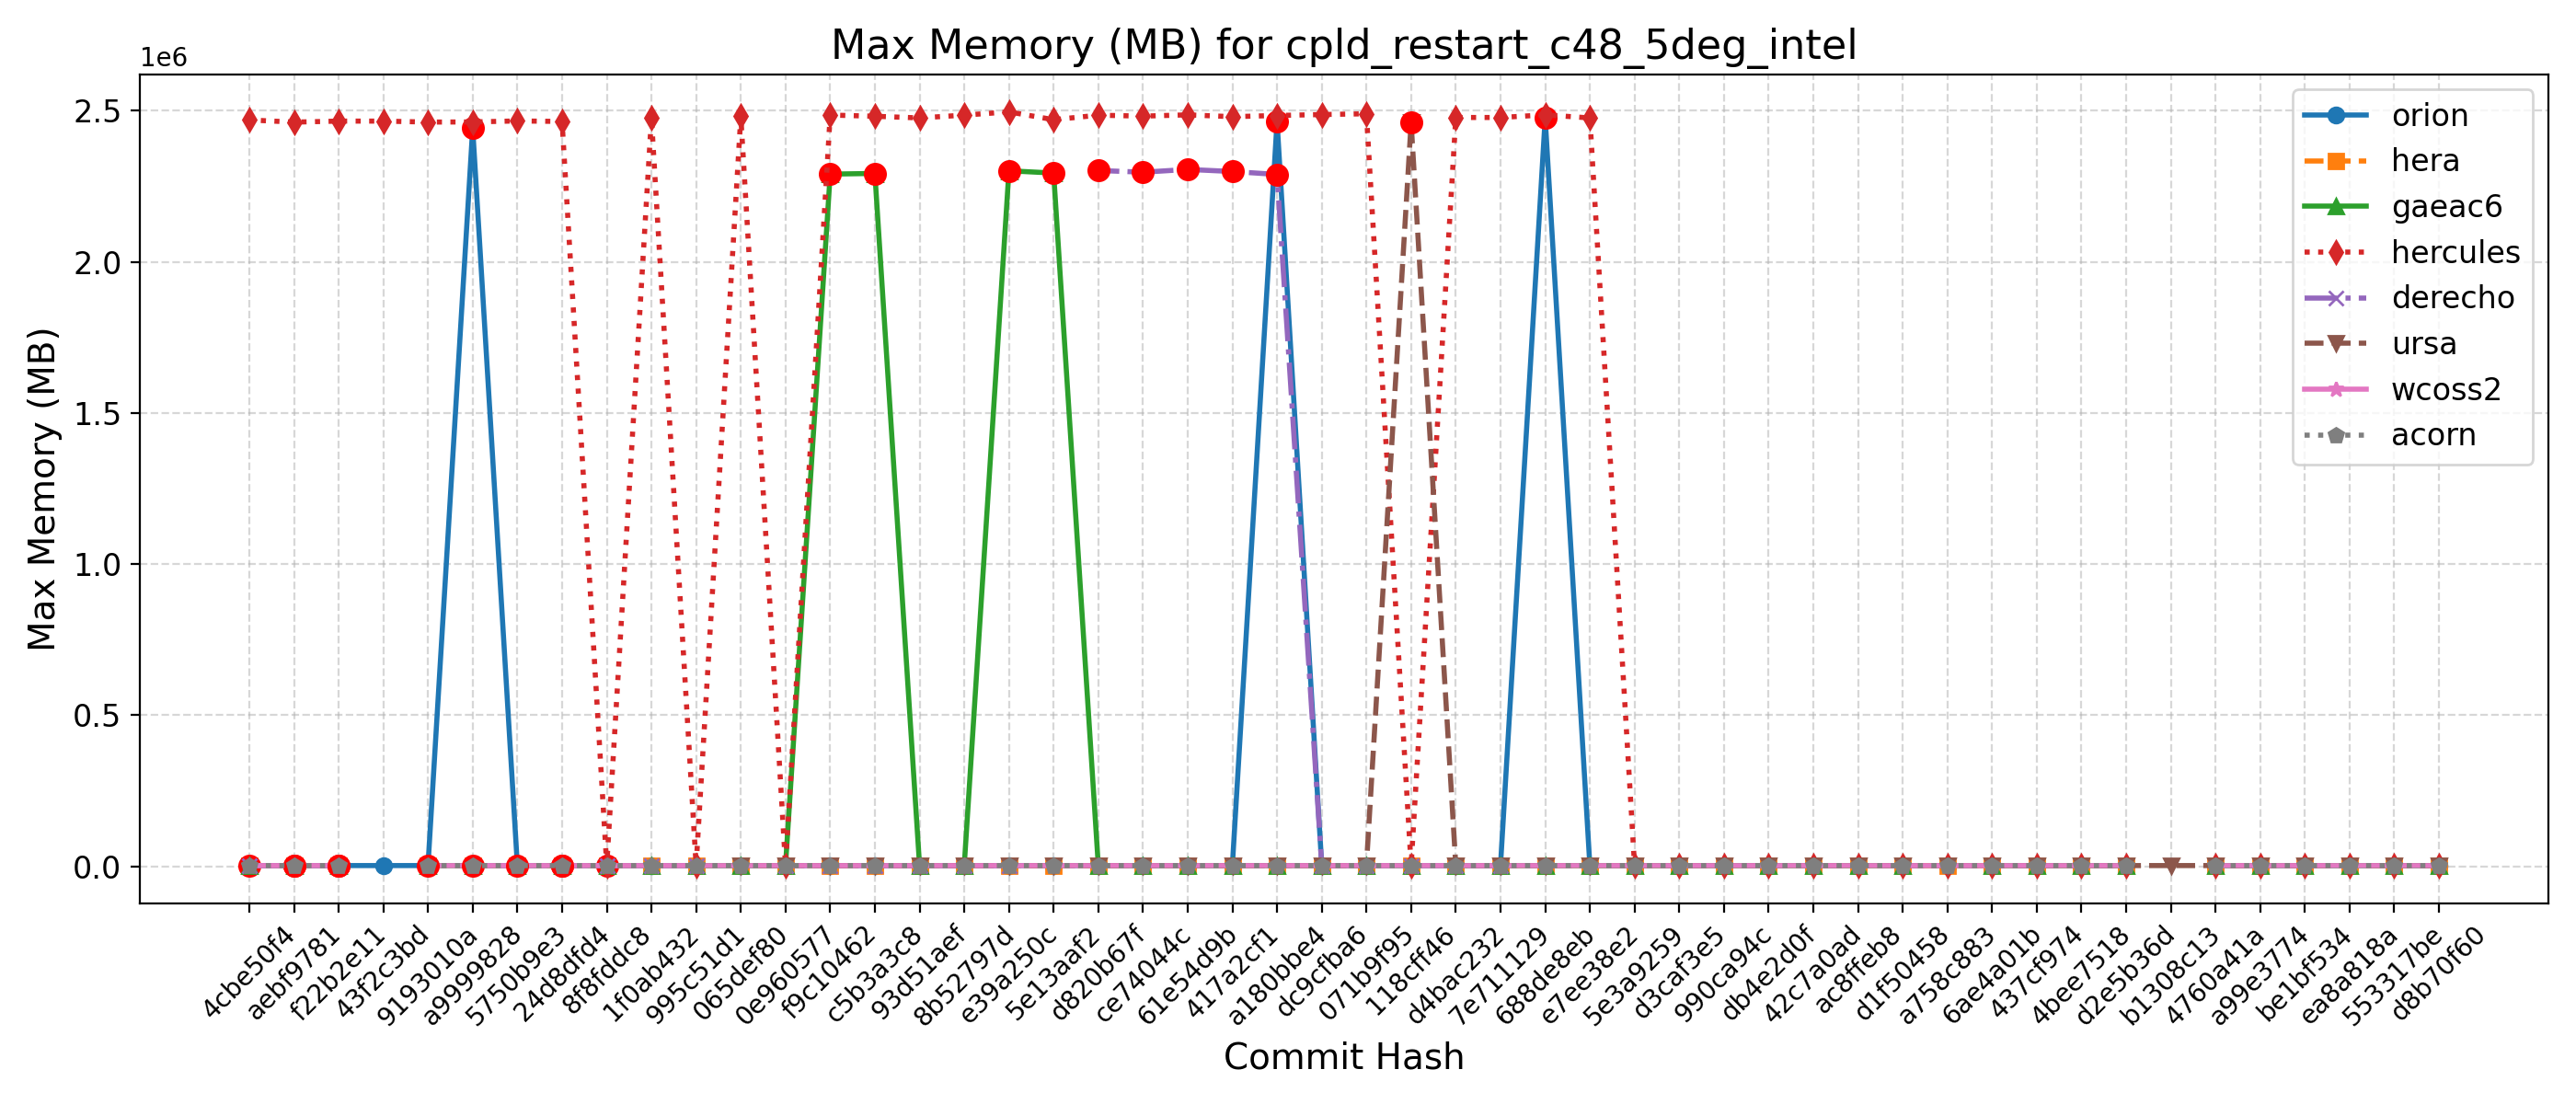 Max Memory (MB) for cpld_restart_c48_5deg_intel
1e6
2.5
2.0
1.5
1.0
0.5
0.0
Max Memory (MB)
orion
hera
gaeac6
hercules
derecho
ursa
wcoss2
acorn
4cbe50f4
aebf9781
f22b2e11
43f2c3bd
9193010a
a9999828
5750b9e3
24d8dfd4
8f8fddc8
1f0ab432
995c51d1
065def80
0e960577
f9c10462
c5b3a3c8
93d51aef
8b52797d
e39a250c
5e13aaf2
d820b67f
ce74044c
61e54d9b
417a2cf1
a180bbe4
dc9cfba6
071b9f95
118cff46
d4bac232
7e711129
688de8eb
e7ee38e2
5e3a9259
d3caf3e5
990ca94c
db4e2d0f
42c7a0ad
ac8ffeb8
d1f50458
a758c883
6ae4a01b
437cf974
4bee7518
d2e5b36d
b1308c13
4760a41a
a99e3774
be1bf534
ea8a818a
553317be
d8b70f60
Commit Hash